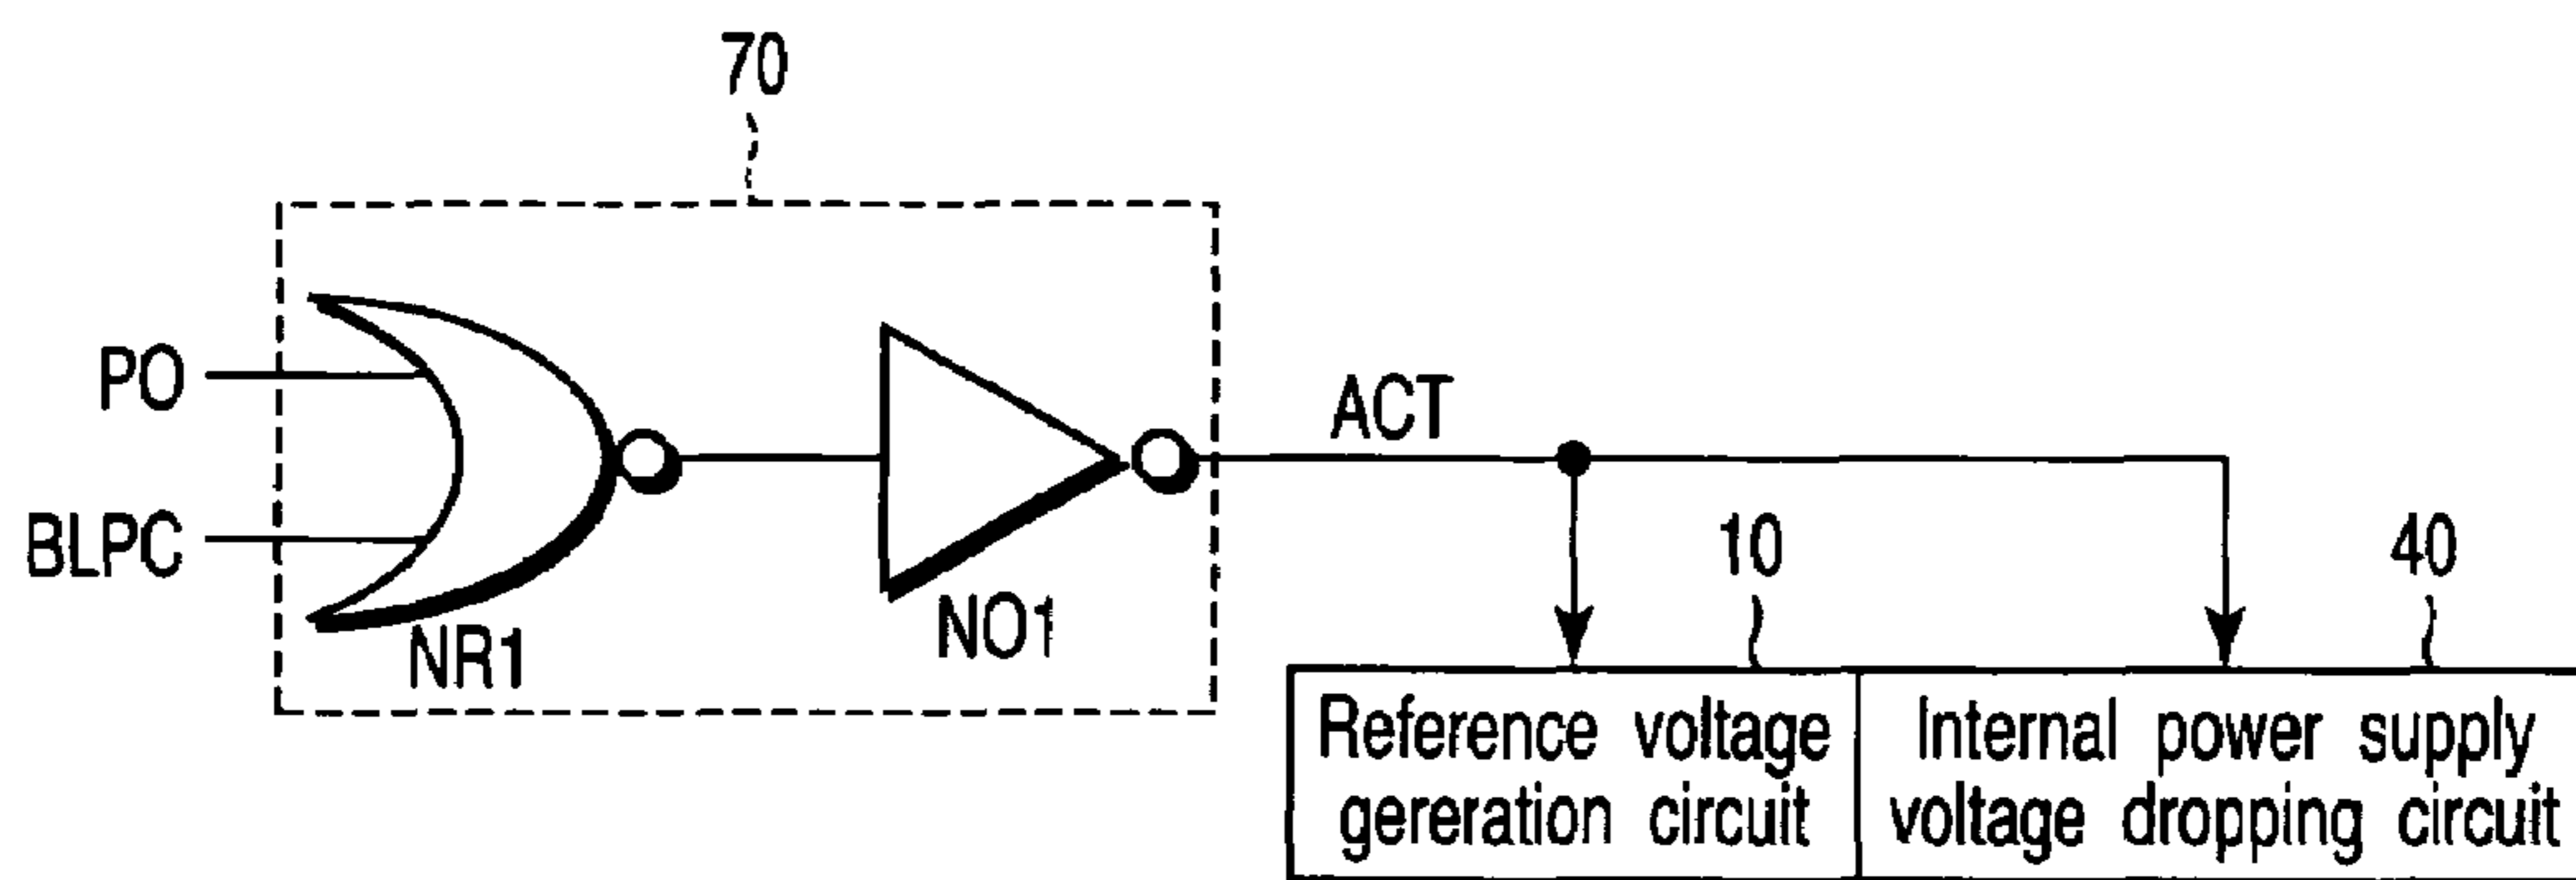 70
PO
BLPC
NR1
NO1
ACT
10
40
Reference voltage
gereration circuit
Internal power supply
voltage dropping circuit